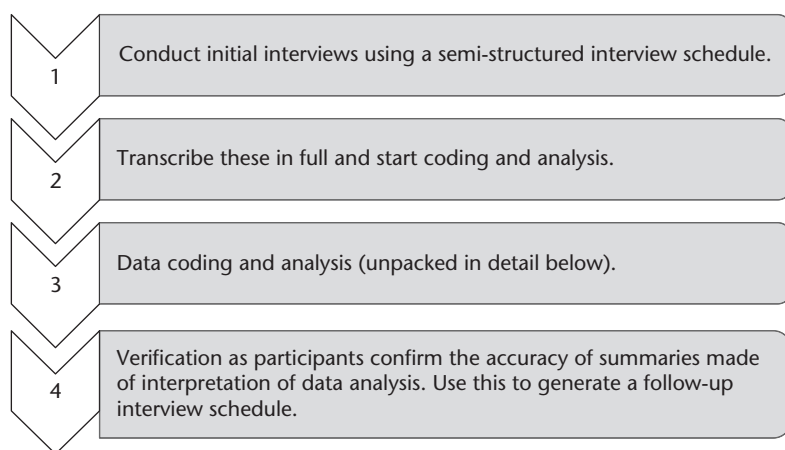 1
Conduct initial interviews using a semi-structured interview schedule.
2
Transcribe these in full and start coding and analysis.
3
Data coding and analysis (unpacked in detail below).
4
Verification as participants confirm the accuracy of summaries made
of interpretation of data analysis. Use this to generate a follow-up
interview schedule.